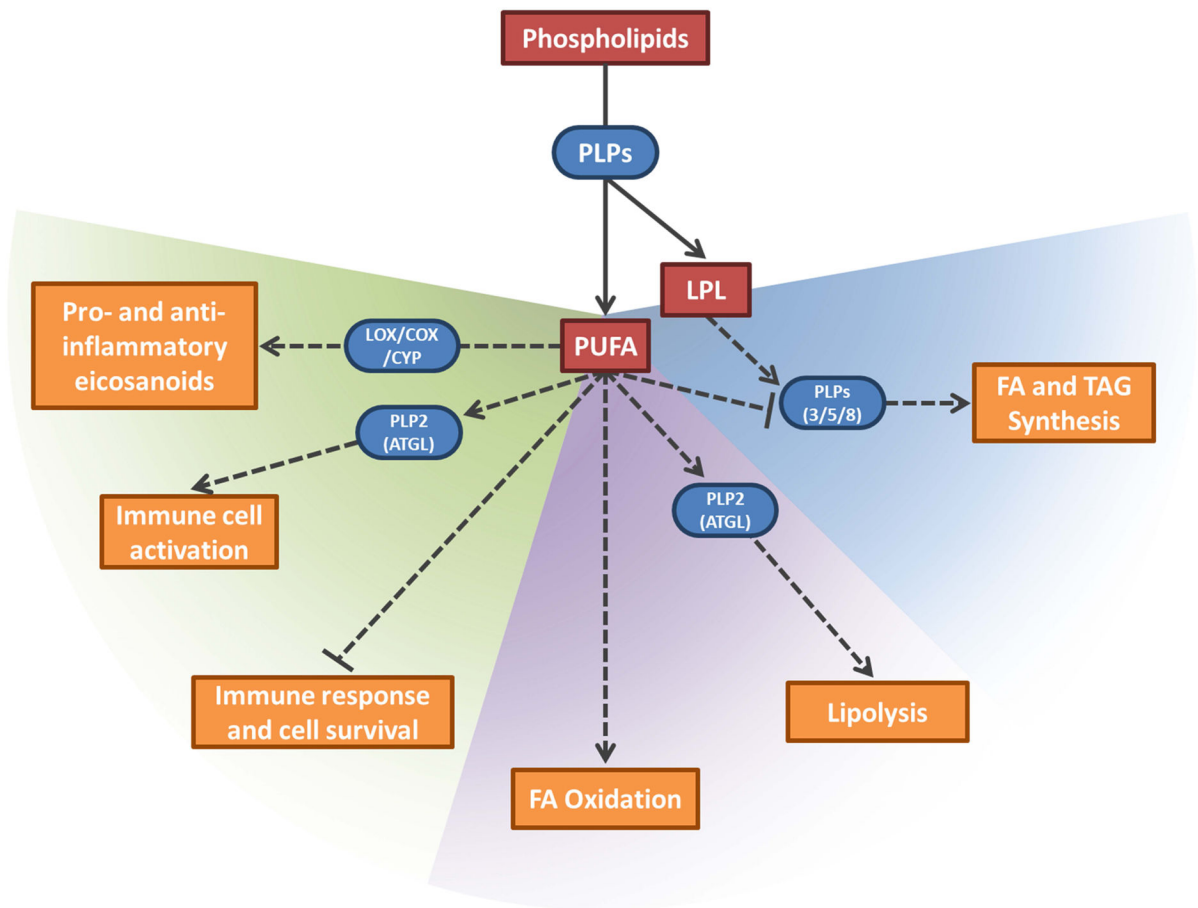 Phospholipids
PLPs
LPL
Pro- and anti-
inflammatory
eicosanoids
LOX/COX
/CYP
PUFA
PLP2
(ATGL)
PLPs
(3/5/8)
FA and TAG
Synthesis
Immune cell
activation
PLP2
(ATGL)
Immune response
and cell survival
Lipolysis
FA Oxidation